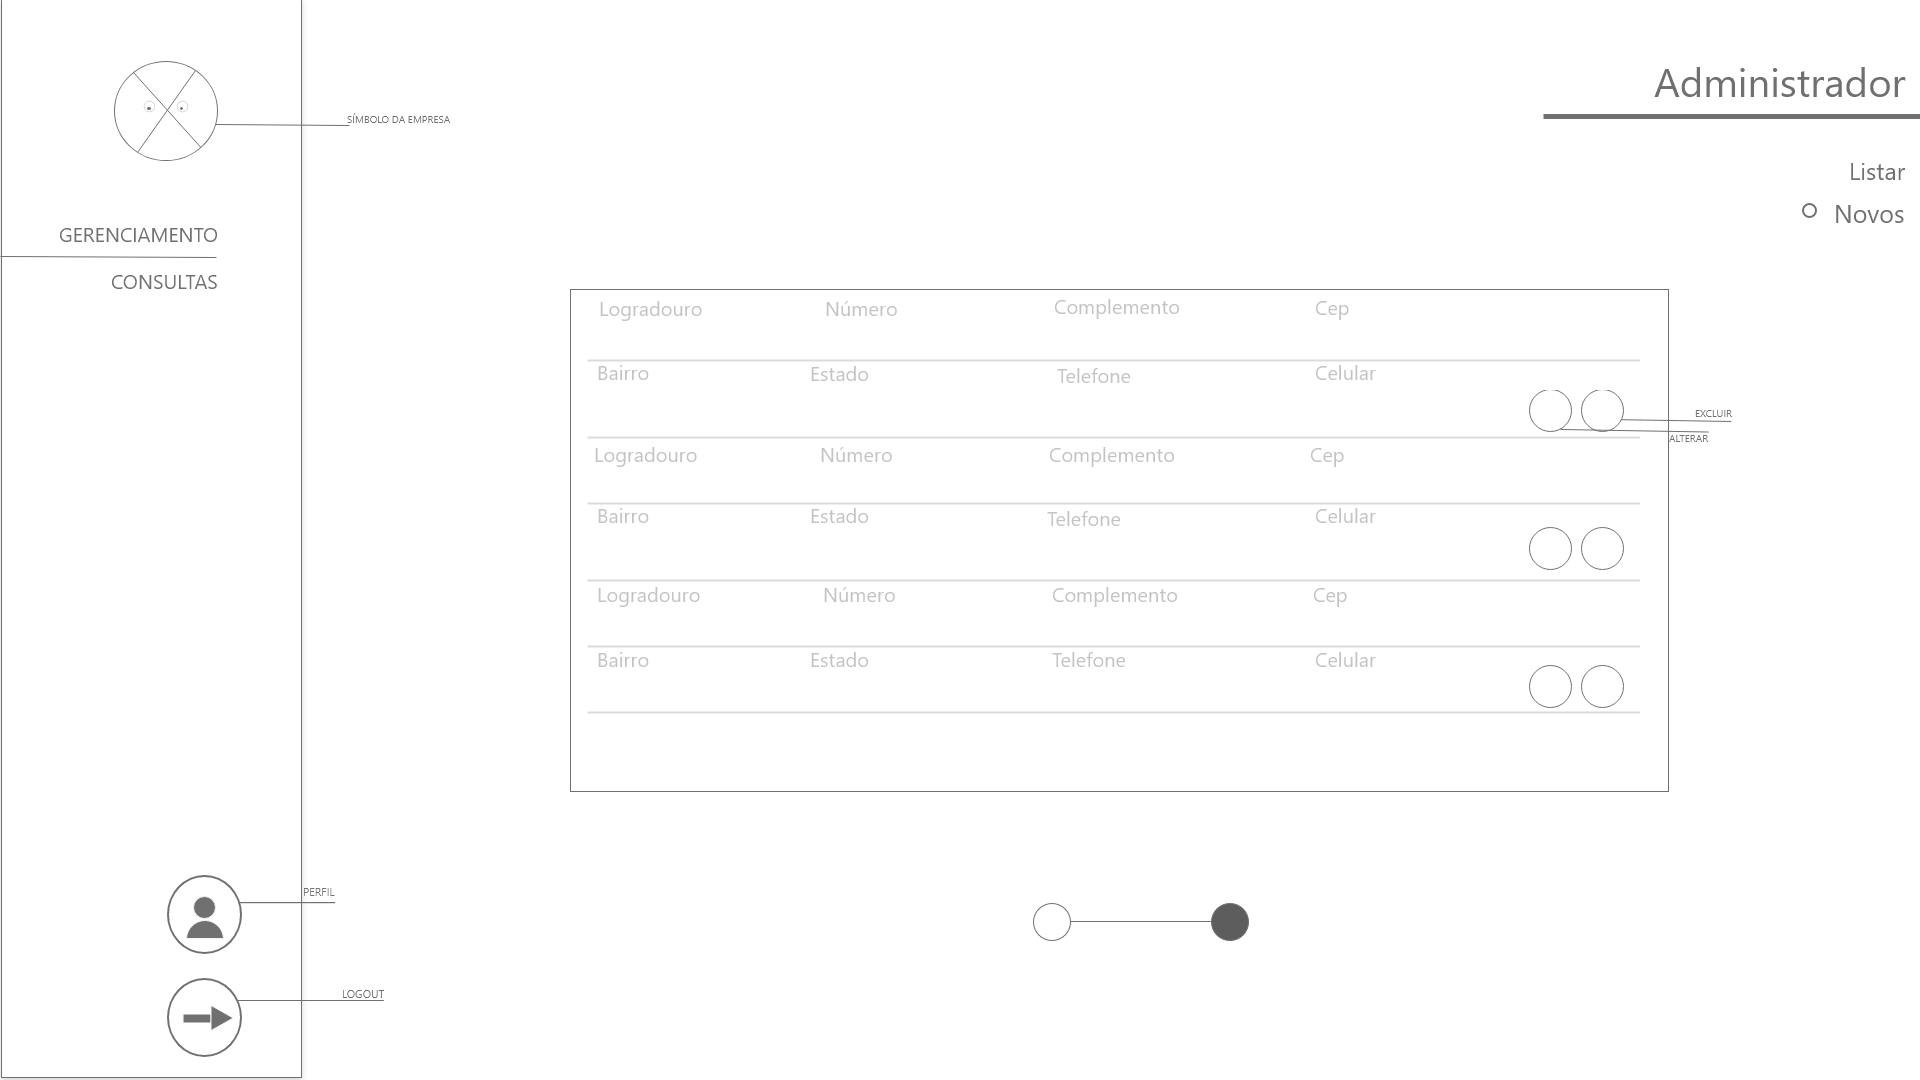 SÍMBOLO DA EMPRESA
GERENCIAMENTO
CONSULTAS
Administrador
Listar
Novos
Logradouro Número Complemento Cep
Bairro Estado Telefone Celular
EXCLUIR
ALTERAR
Logradouro Número Complemento Cep
Bairro Estado Telefone Celular
Logradouro Número Complemento Cep
Bairro Estado Telefone Celular
PERFIL
LOGOUT